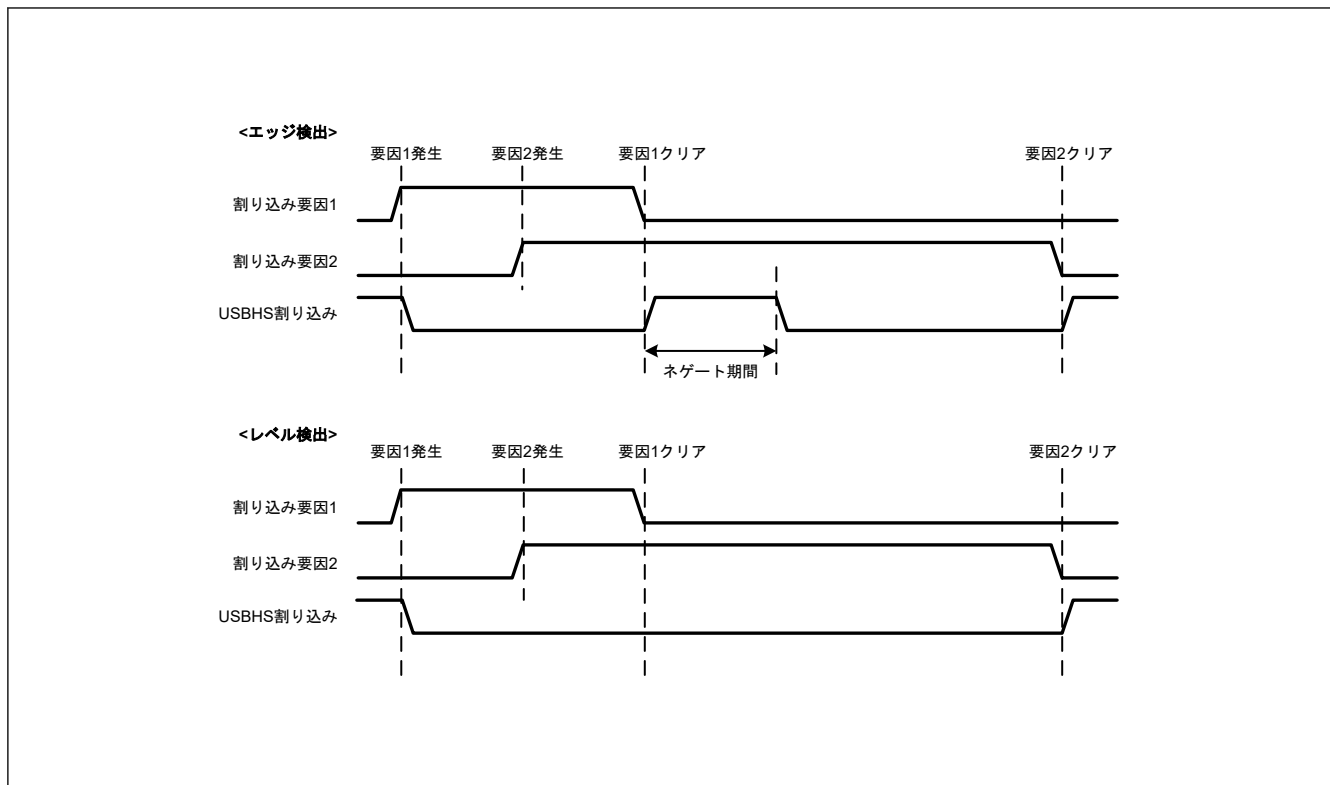 <エッジ検出>
要因1発生 要因2発生 要因1クリア 要因2クリア
割り込み要因1
割り込み要因2
USBHS割り込み
ネゲート期間
<レベル検出>
要因1発生 要因2発生 要因1クリア 要因2クリア
割り込み要因1
割り込み要因2
USBHS割り込み